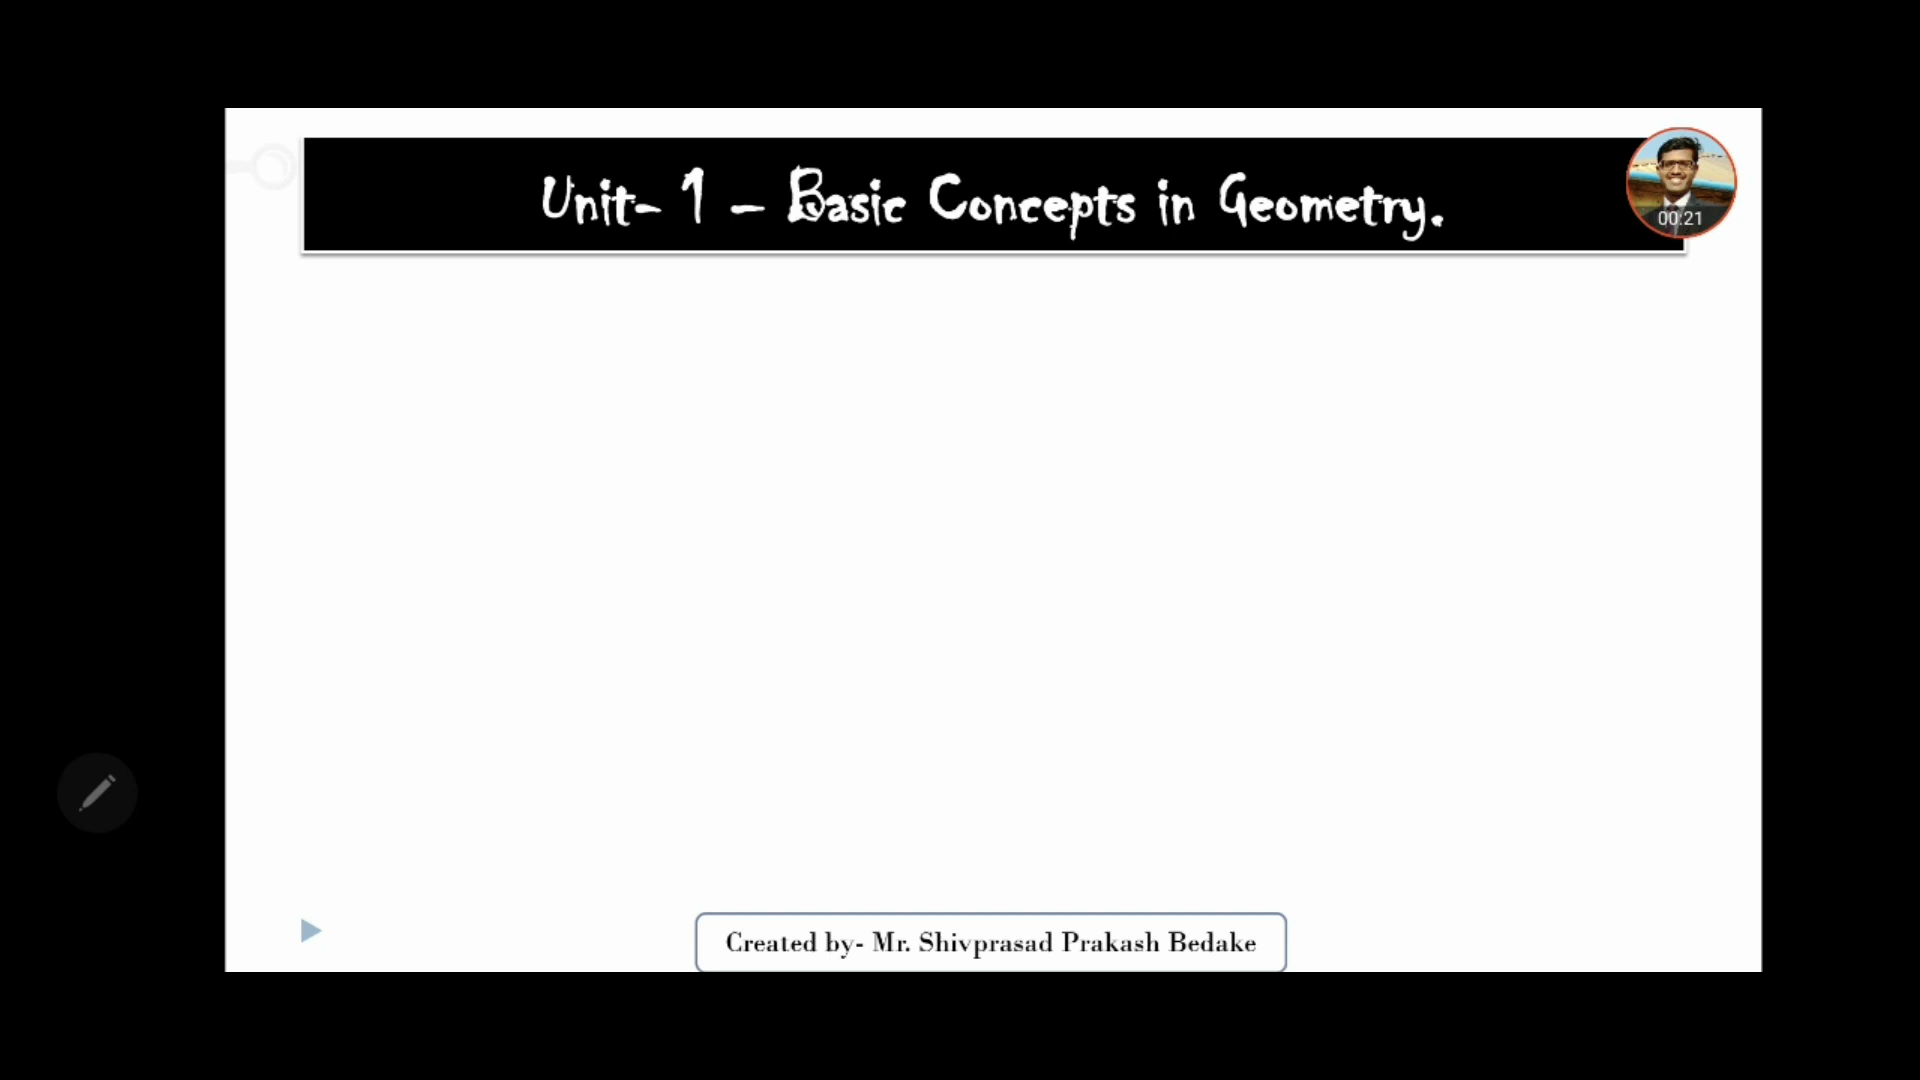 Unit- 1 – Basic Concepts in Geometry.
00:21
Created by- Mr. Shivprasad Prakash Bedake